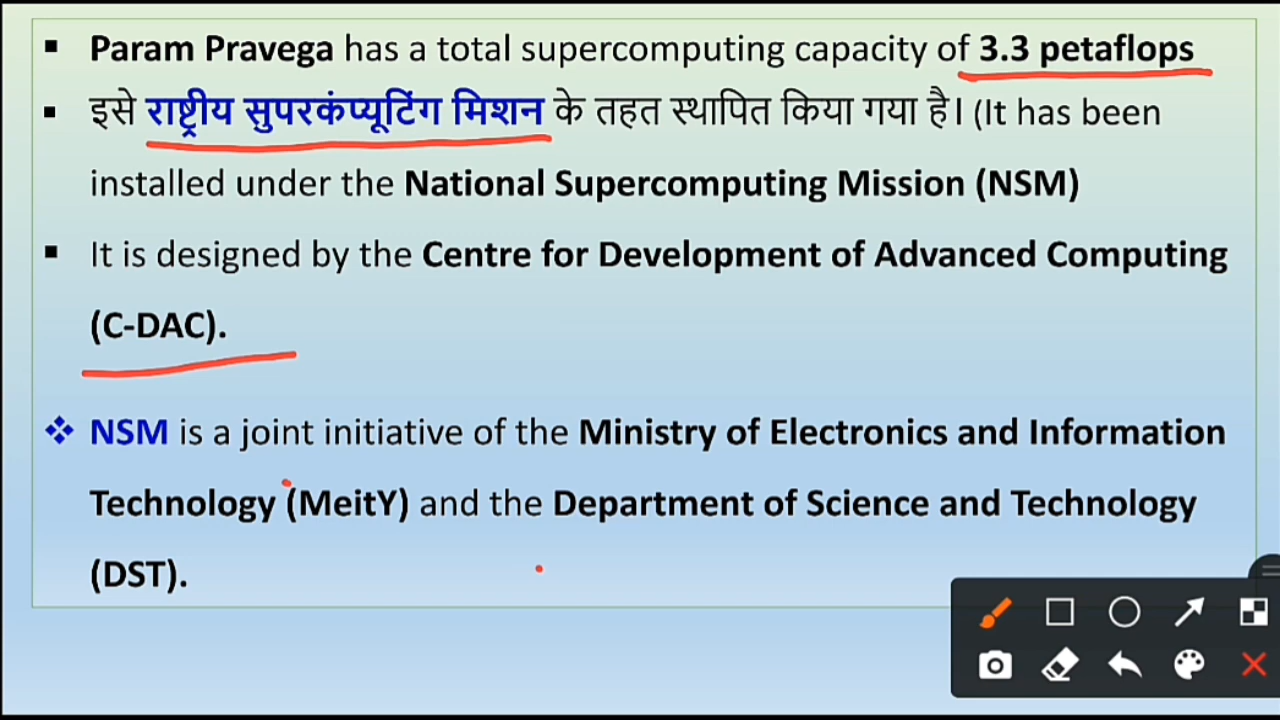 ▪ Param Pravega has a total supercomputing capacity of 3.3 petaflops
▪ इसे राष्ट्रीय सुपरकंप्यूटिंग मिशन के तहत स्थापित किया गया है। (It has been
installed under the National Supercomputing Mission (NSM)
▪ It is designed by the Centre for Development of Advanced Computing
(C-DAC).
❖ NSM is a joint initiative of the Ministry of Electronics and Information
Technology (MeitY) and the Department of Science and Technology
(DST).